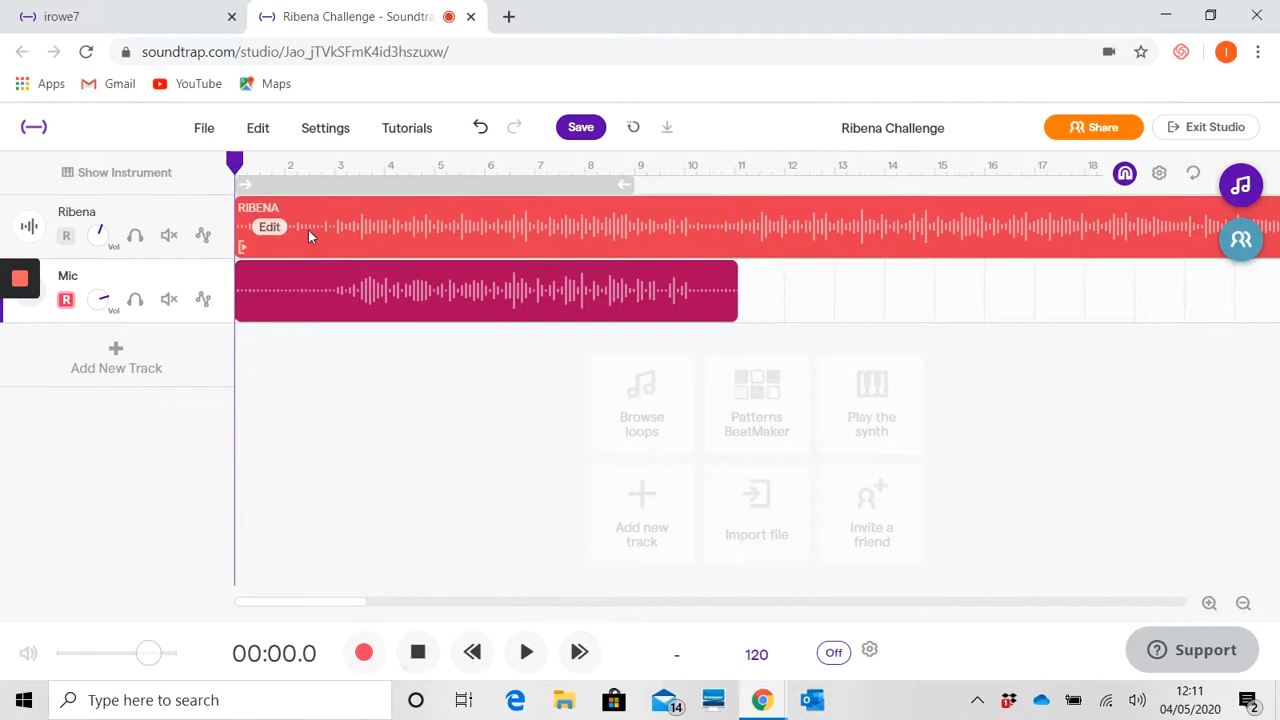 irowe7
Ribena Challenge - Soundtra
soundtrap.com/studio/Jao_jTVkSFmK4id3hszuxw/
I
Apps
Gmail
YouTube
Maps
File
Edit
Settings
Tutorials
Save
Ribena Challenge
Share
Exit Studio
Show Instrument
2 3 4 5 6 7 8 9 10 11 12 13 14 15 16 17 18
Ribena
R
Vol
RIBENA
Edit
Mic
R
Vol
Add New Track
Browse
loops
Patterns
BeatMaker
Play the
synth
Add new
track
Import file
Invite a
friend
00:00.0
-
120
Off
Support
Type here to search
14
1
12:11
04/05/2020
2